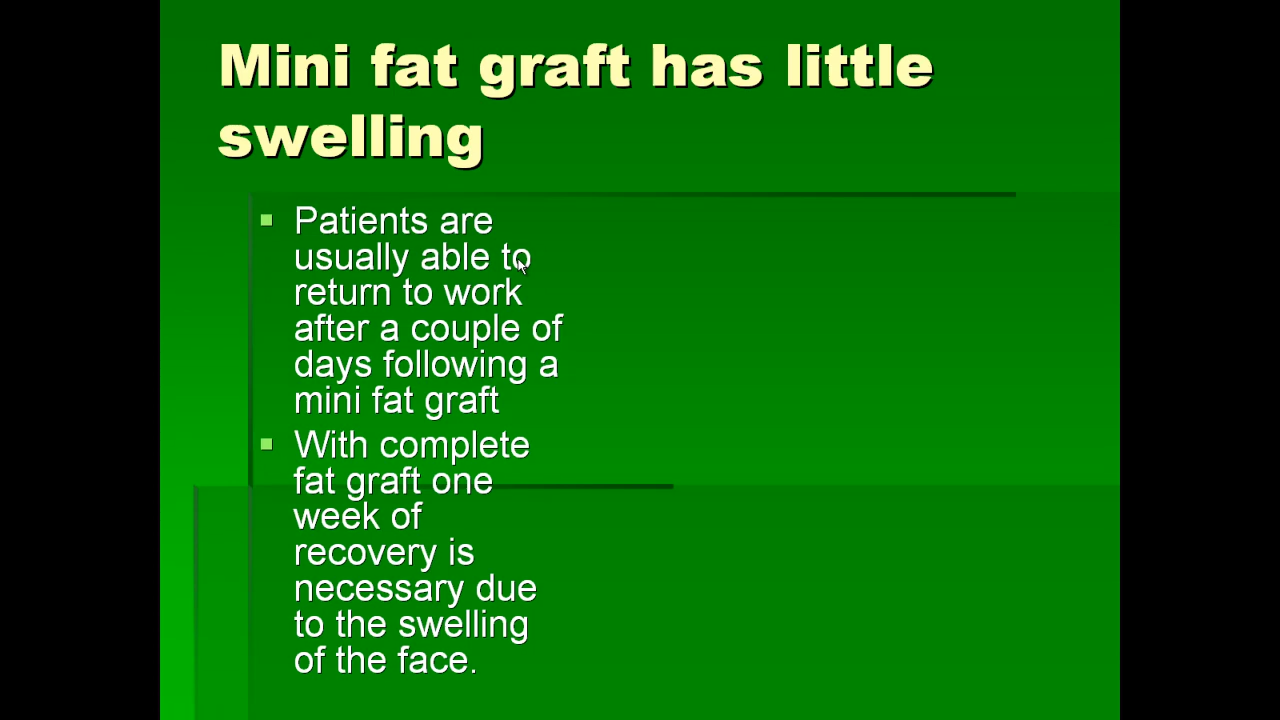 Mini fat graft has little
swelling
Patients are
usually able to
return to work
after a couple of
days following a
mini fat graft
With complete
fat graft one
week of
recovery is
necessary due
to the swelling
of the face.